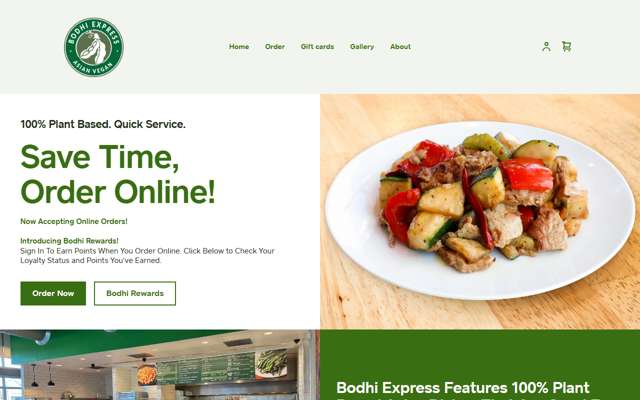 BODHI EXPRESS
ASIAN VEGAN
Home
Order
Gift cards
Gallery
About
100% Plant Based. Quick Service.
Save Time,
Order Online!
Now Accepting Online Orders!
Introducing Bodhi Rewards!
Sign In To Earn Points When You Order Online. Click Below to Check Your
Loyalty Status and Points You've Earned.
Order Now
Bodhi Rewards
Bodhi Express Features 100% Plant